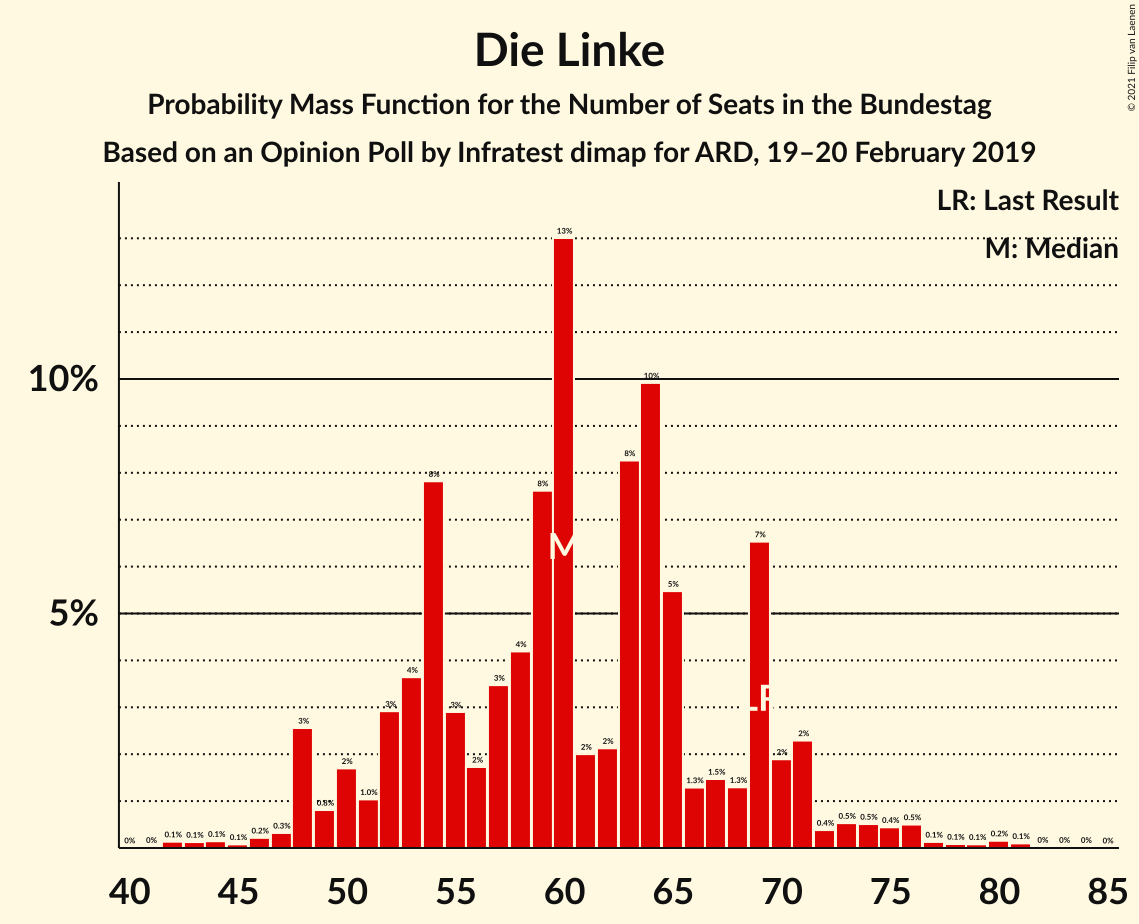 Die Linke
Probability Mass Function for the Number of Seats in the Bundestag
Based on an Opinion Poll by Infratest dimap for ARD, 19–20 February 2019
© 2021 Filip van Laenen
LR: Last Result
M: Median
10%
5%
0% 0% 0.1% 0.1% 0.1% 0.1% 0.2% 0.3% 3% 0.8% 2% 1.0% 3% 4% 8% 3% 2% 3% 4% 8% 13% 2% 2% 8% 10% 5% 1.3% 1.5% 1.3% 7% 2% 2% 0.4% 0.5% 0.5% 0.4% 0.5% 0.1% 0.1% 0.1% 0.2% 0.1% 0% 0% 0% 0%
M
LR
40 45 50 55 60 65 70 75 80 85